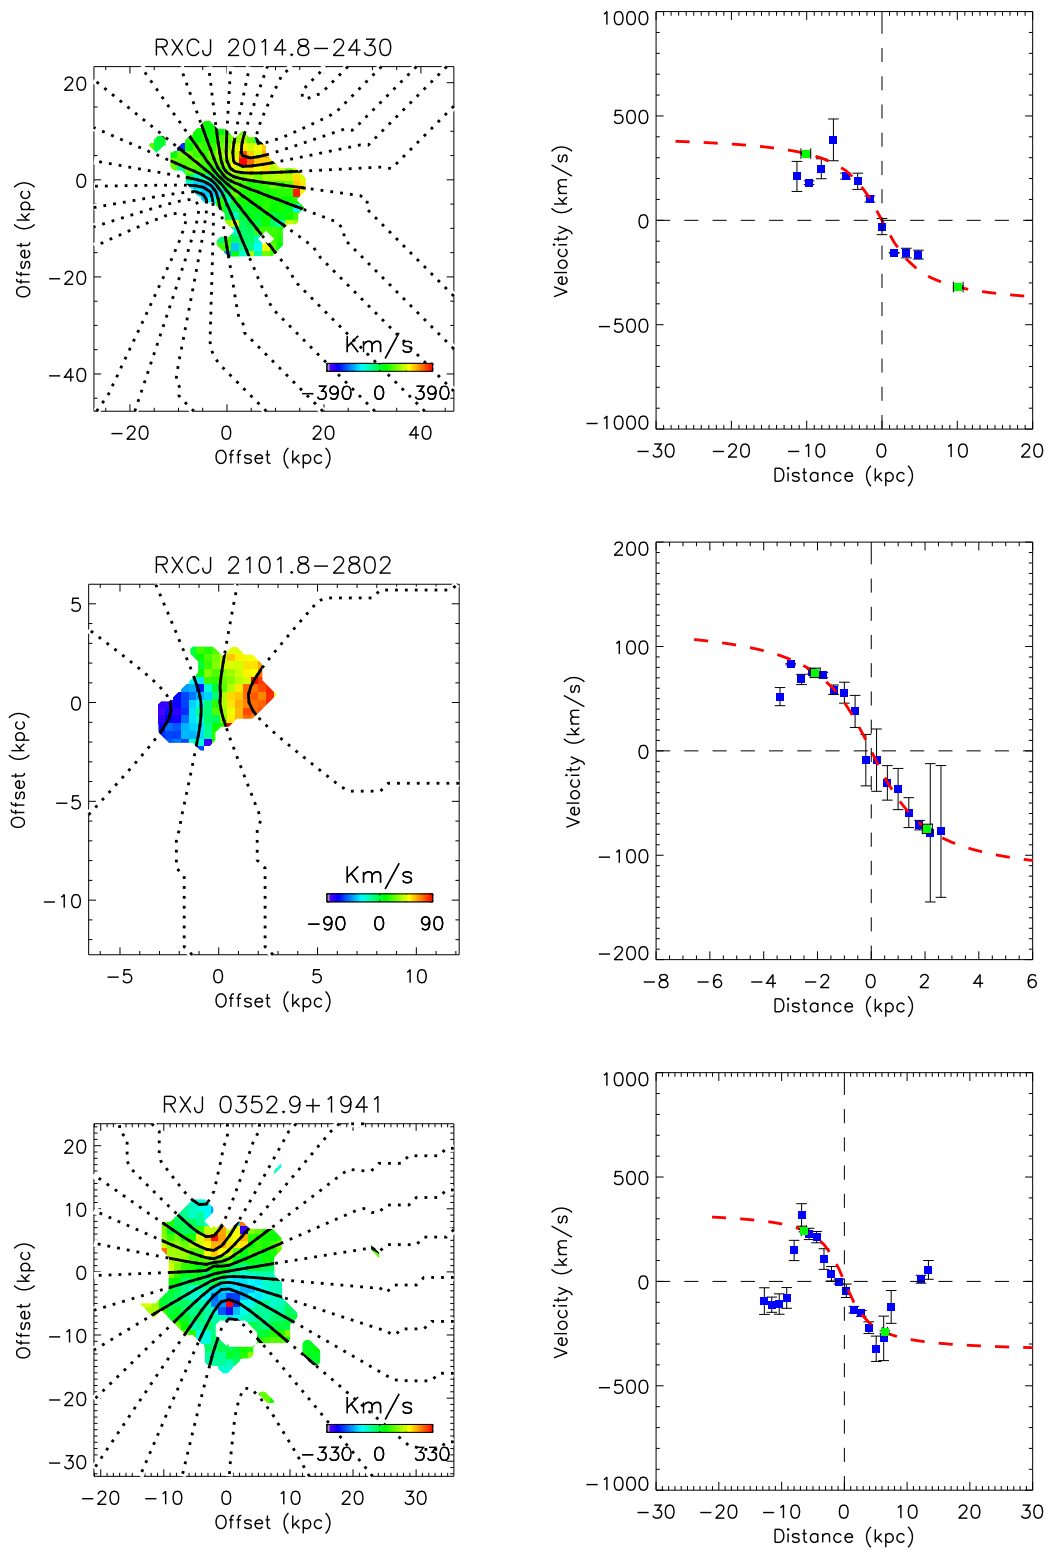 RXCJ 2014.8−2430
20
0
−20
−40
Offset (kpc)
Km/s
−390 0 390
−20 0 20 40
Offset (kpc)
1000
500
0
−500
−1000
Velocity (km/s)
−30 −20 −10 0 10 20
Distance (kpc)
RXCJ 2101.8−2802
5
0
−5
−10
Offset (kpc)
Km/s
−90 0 90
−5 0 5 10
Offset (kpc)
200
100
0
−100
−200
Velocity (km/s)
−8 −6 −4 −2 0 2 4 6
Distance (kpc)
RXJ 0352.9+1941
20
10
0
−10
−20
−30
Offset (kpc)
Km/s
−330 0 330
−20 −10 0 10 20 30
Offset (kpc)
1000
500
0
−500
−1000
Velocity (km/s)
−30 −20 −10 0 10 20 30
Distance (kpc)